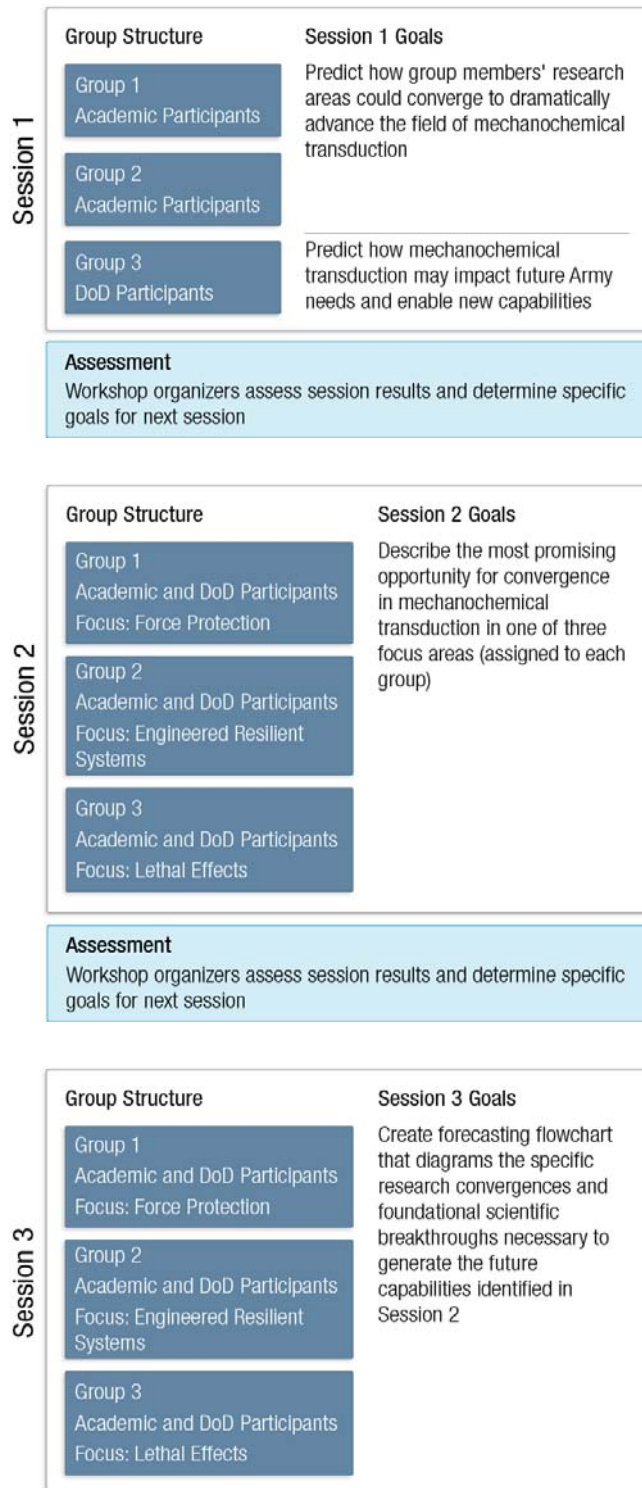 Session 1
Group Structure
Group 1
Academic Participants
Group 2
Academic Participants
Group 3
DoD Participants
Session 1 Goals
Predict how group members' research
areas could converge to dramatically
advance the field of mechanochemical
transduction
Predict how mechanochemical
transduction may impact future Army
needs and enable new capabilities
Assessment
Workshop organizers assess session results and determine specific
goals for next session
Session 2
Group Structure
Group 1
Academic and DoD Participants
Focus: Force Protection
Group 2
Academic and DoD Participants
Focus: Engineered Resilient
Systems
Group 3
Academic and DoD Participants
Focus: Lethal Effects
Session 2 Goals
Describe the most promising
opportunity for convergence
in mechanochemical
transduction in one of three
focus areas (assigned to each
group)
Assessment
Workshop organizers assess session results and determine specific
goals for next session
Session 3
Group Structure
Group 1
Academic and DoD Participants
Focus: Force Protection
Group 2
Academic and DoD Participants
Focus: Engineered Resilient
Systems
Group 3
Academic and DoD Participants
Focus: Lethal Effects
Session 3 Goals
Create forecasting flowchart
that diagrams the specific
research convergences and
foundational scientific
breakthroughs necessary to
generate the future
capabilities identified in
Session 2